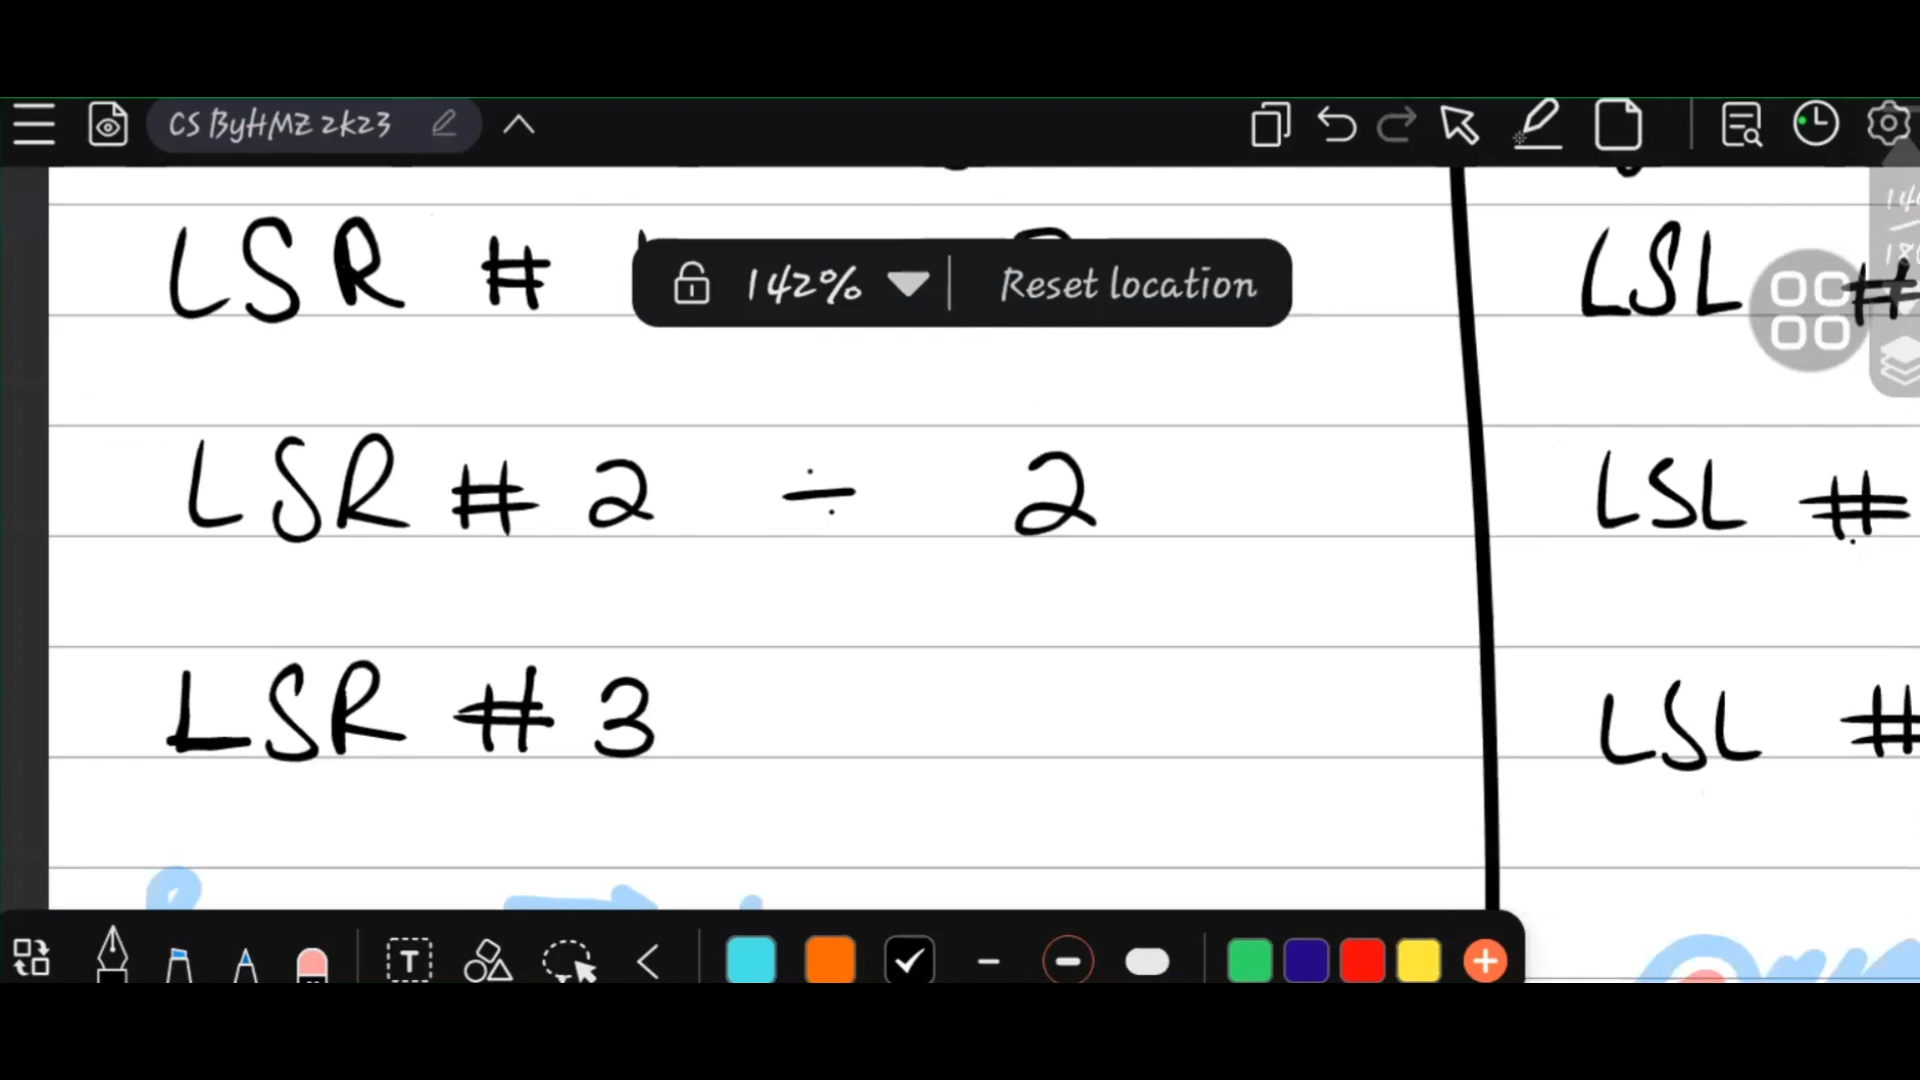 CS ByHMZ 2k23
LSR #
142% Reset location
LSR # 2 ÷ 2
LSR # 3
LSL #
LSL #
LSL #
T